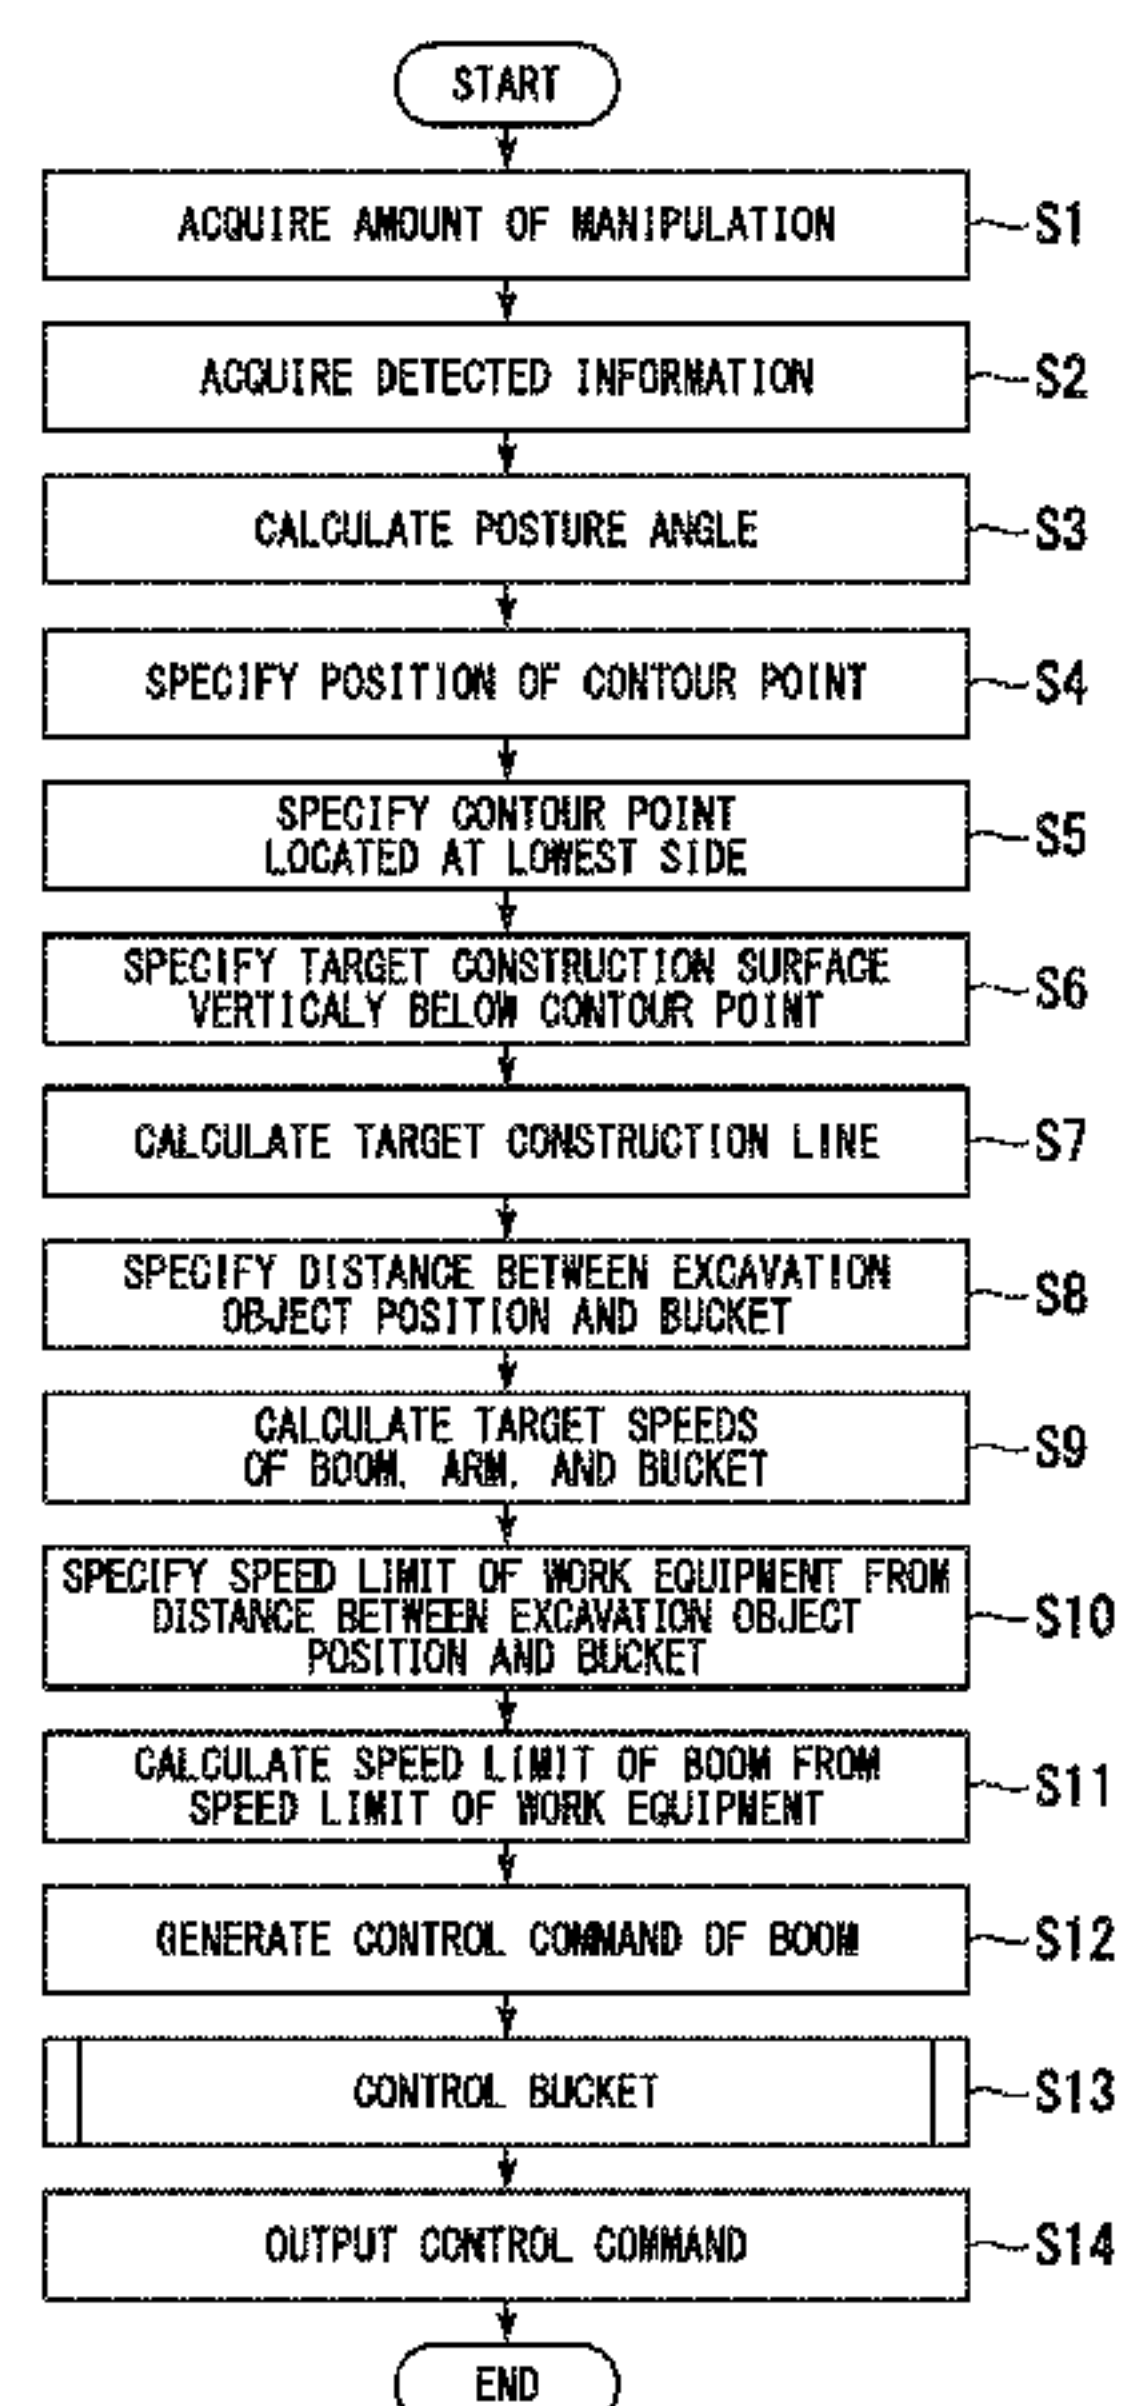 START
ACQUIRE AMOUNT OF MANIPULATION
S1
ACQUIRE DETECTED INFORMATION
S2
CALCULATE POSTURE ANGLE
S3
SPECIFY POSITION OF CONTOUR POINT
S4
SPECIFY CONTOUR POINT
LOCATED AT LOWEST SIDE
S5
SPECIFY TARGET CONSTRUCTION SURFACE
VERTICALY BELOW CONTOUR POINT
S6
CALCULATE TARGET CONSTRUCTION LINE
S7
SPECIFY DISTANCE BETWEEN EXCAVATION
OBJECT POSITION AND BUCKET
S8
CALCULATE TARGET SPEEDS
OF BOOM, ARM, AND BUCKET
S9
SPECIFY SPEED LIMIT OF WORK EQUIPMENT FROM
DISTANCE BETWEEN EXCAVATION OBJECT
POSITION AND BUCKET
S10
CALCULATE SPEED LIMIT OF BOOM FROM
SPEED LIMIT OF WORK EQUIPMENT
S11
GENERATE CONTROL COMMAND OF BOOM
S12
CONTROL BUCKET
S13
OUTPUT CONTROL COMMAND
S14
END